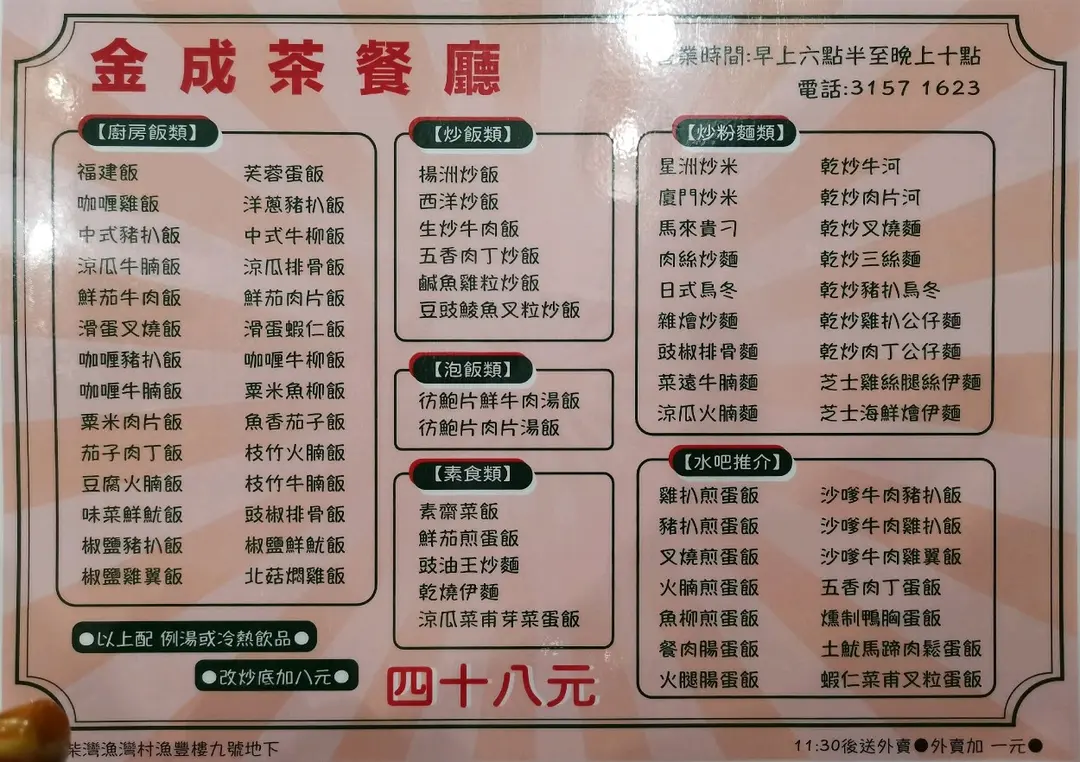 金成茶餐廳
業時間:早上六點半至晚上十點
電話:3157 1623
【廚房飯類】
福建飯 芙蓉蛋飯
咖喱雞飯 洋蔥豬扒飯
中式豬扒飯 中式牛柳飯
涼瓜牛腩飯 涼瓜排骨飯
鮮茄牛肉飯 鮮茄肉片飯
滑蛋叉燒飯 滑蛋蝦仁飯
咖喱豬扒飯 咖喱牛柳飯
咖喱牛腩飯 粟米魚柳飯
粟米肉片飯 魚香茄子飯
茄子肉丁飯 枝竹火腩飯
豆腐火腩飯 枝竹牛腩飯
味菜鮮魷飯 豉椒排骨飯
椒鹽豬扒飯 椒鹽鮮魷飯
椒鹽雞翼飯 北菇燜雞飯
●以上配 例湯或冷熱飲品●
●改炒底加八元●
【炒飯類】
揚洲炒飯
西洋炒飯
生炒牛肉飯
五香肉丁炒飯
鹹魚雞粒炒飯
豆豉鯪魚叉粒炒飯
【泡飯類】
彷鮑片鮮牛肉湯飯
彷鮑片肉片湯飯
【素食類】
素齋菜飯
鮮茄煎蛋飯
豉油王炒麵
乾燒伊麵
涼瓜菜甫芽菜蛋飯
四十八元
【炒粉麵類】
星洲炒米 乾炒牛河
廈門炒米 乾炒肉片河
馬來貴刁 乾炒叉燒麵
肉絲炒麵 乾炒三絲麵
日式烏冬 乾炒豬扒烏冬
雜燴炒麵 乾炒雞扒公仔麵
豉椒排骨麵 乾炒肉丁公仔麵
菜遠牛腩麵 芝士雞絲腿絲伊麵
涼瓜火腩麵 芝士海鮮燴伊麵
【水吧推介】
雞扒煎蛋飯 沙嗲牛肉豬扒飯
豬扒煎蛋飯 沙嗲牛肉雞扒飯
叉燒煎蛋飯 沙嗲牛肉雞翼飯
火腩煎蛋飯 五香肉丁蛋飯
魚柳煎蛋飯 燻制鴨胸蛋飯
餐肉腸蛋飯 土魷馬蹄肉鬆蛋飯
火腿腸蛋飯 蝦仁菜甫叉粒蛋飯
柴灣漁灣村漁豐樓九號地下
11:30後送外賣●外賣加 一元●